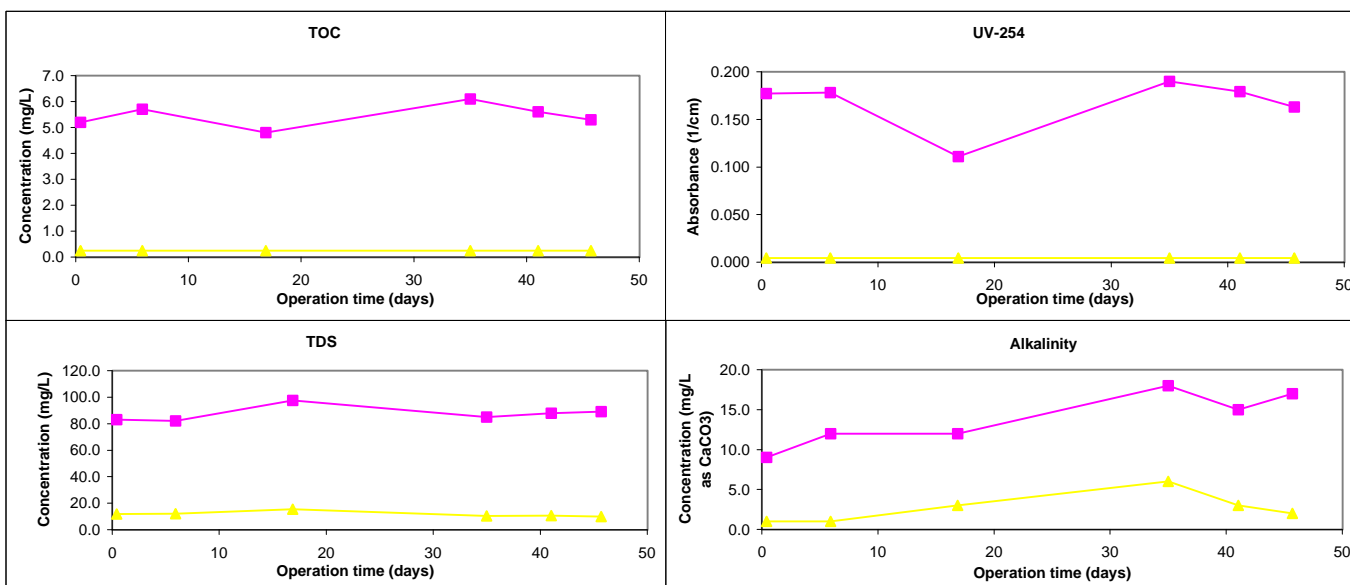 TOC
7.0
6.0
5.0
4.0
3.0
2.0
1.0
0.0
Concentration (mg/L)
0 10 20 30 40 50
Operation time (days)
UV-254
0.200
0.150
0.100
0.050
0.000
Absorbance (1/cm)
0 10 20 30 40 50
Operation time (days)
TDS
120.0
100.0
80.0
60.0
40.0
20.0
0.0
Concentration (mg/L)
0 10 20 30 40 50
Operation time (days)
Alkalinity
20.0
15.0
10.0
5.0
0.0
Concentration (mg/L
as CaCO3)
0 10 20 30 40 50
Operation time (days)